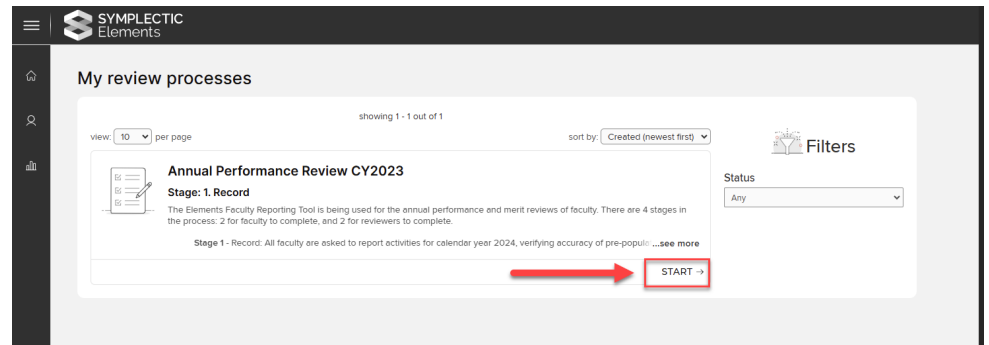 SYMPLECTIC
Elements
My review processes
showing 1 - 1 out of 1
view: 10 per page
sort by: Created (newest first)
Filters
Annual Performance Review CY2023
Status
Stage: 1. Record
Any
The Elements Faculty Reporting Tool is being used for the annual performance and merit reviews of faculty. There are 4 stages in
the process: 2 for faculty to complete, and 2 for reviewers to complete.
Stage 1 - Record: All faculty are asked to report activities for calendar year 2024, verifying accuracy of pre-populo ...see more
START →